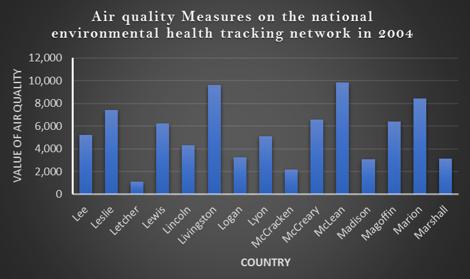 Air quality Measures on the national
environmental health tracking network in 2004
VALUE OF AIR QUALITY
12,000
10,000
8,000
6,000
4,000
2,000
0
Lee
Leslie
Letcher
Lewis
Lincoln
Livingston
Logan
Lyon
McCracken
McCreary
McLean
Madison
Magoffin
Marion
Marshall
COUNTRY